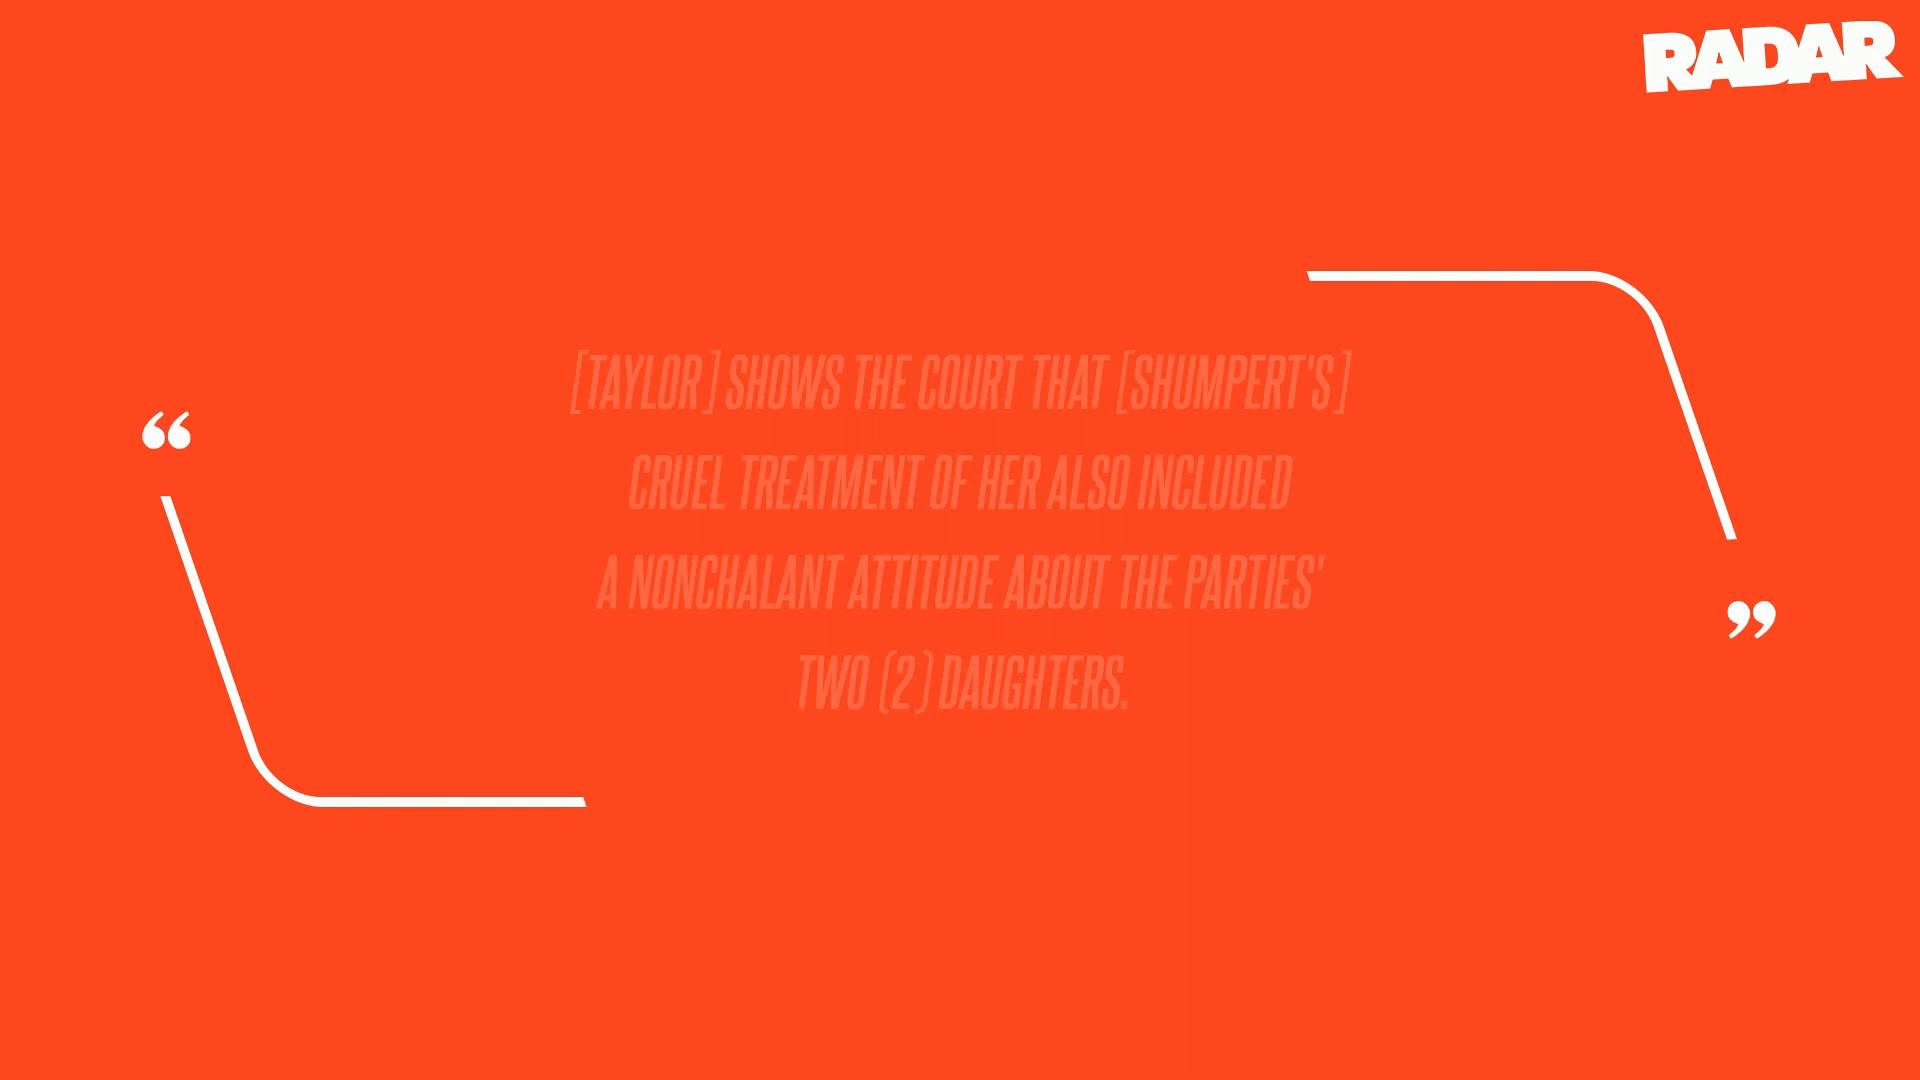 RADAR
“
[TAYLOR] SHOWS THE COURT THAT [SHUMPERT'S]
CRUEL TREATMENT OF HER ALSO INCLUDED
A NONCHALANT ATTITUDE ABOUT THE PARTIES'
TWO (2) DAUGHTERS.
”